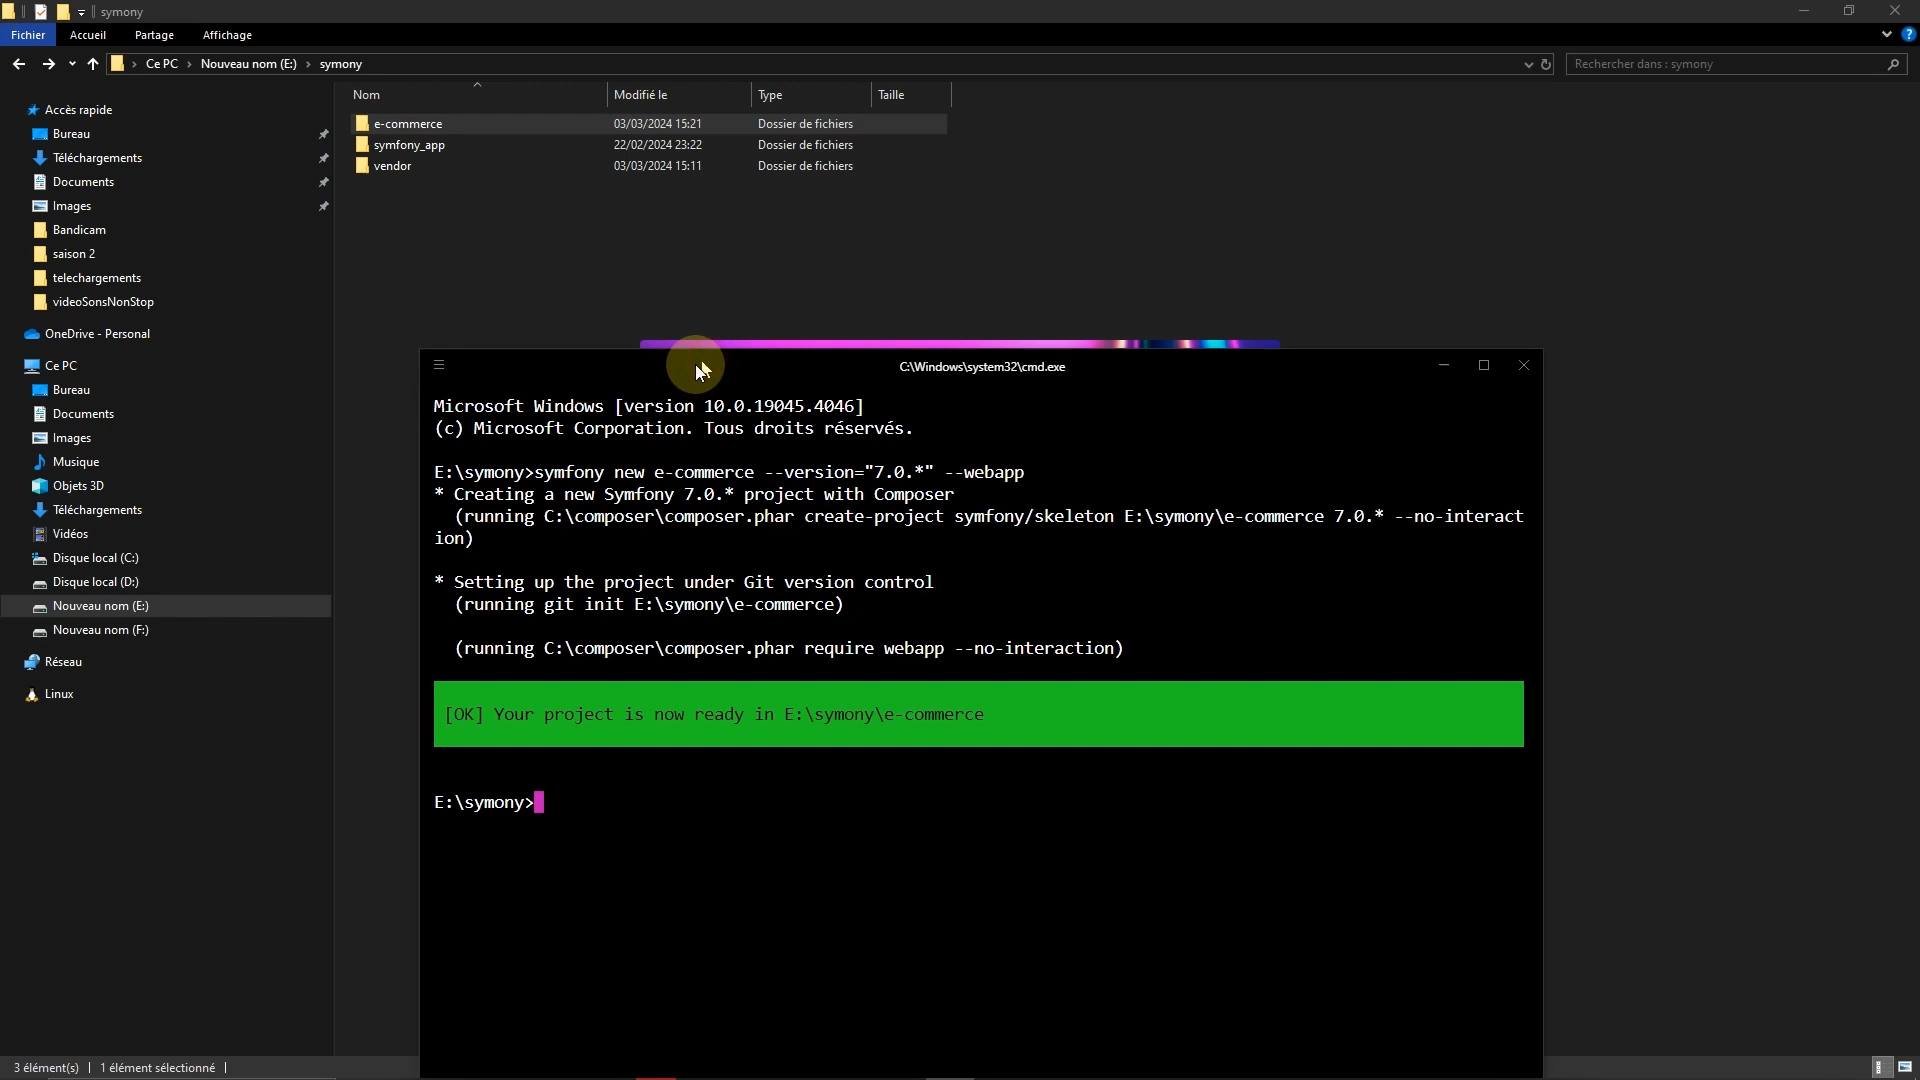 symony
Fichier Accueil Partage Affichage
Ce PC Nouveau nom (E:) symony
Rechercher dans : symony
Nom Modifié le Type Taille
e-commerce 03/03/2024 15:21 Dossier de fichiers
symfony_app 22/02/2024 23:22 Dossier de fichiers
vendor 03/03/2024 15:11 Dossier de fichiers
Accès rapide
Bureau
Téléchargements
Documents
Images
Bandicam
saison 2
telechargements
videoSonsNonStop
OneDrive - Personal
Ce PC
Bureau
Documents
Images
Musique
Objets 3D
Téléchargements
Vidéos
Disque local (C:)
Disque local (D:)
Nouveau nom (E:)
Nouveau nom (F:)
Réseau
Linux
C:\Windows\system32\cmd.exe
Microsoft Windows [version 10.0.19045.4046]
(c) Microsoft Corporation. Tous droits réservés.
E:\symony>symfony new e-commerce --version="7.0.*" --webapp
* Creating a new Symfony 7.0.* project with Composer
(running C:\composer\composer.phar create-project symfony/skeleton E:\symony\e-commerce 7.0.* --no-interact
ion)
* Setting up the project under Git version control
(running git init E:\symony\e-commerce)
(running C:\composer\composer.phar require webapp --no-interaction)
[OK] Your project is now ready in E:\symony\e-commerce
E:\symony>
3 élément(s) 1 élément sélectionné